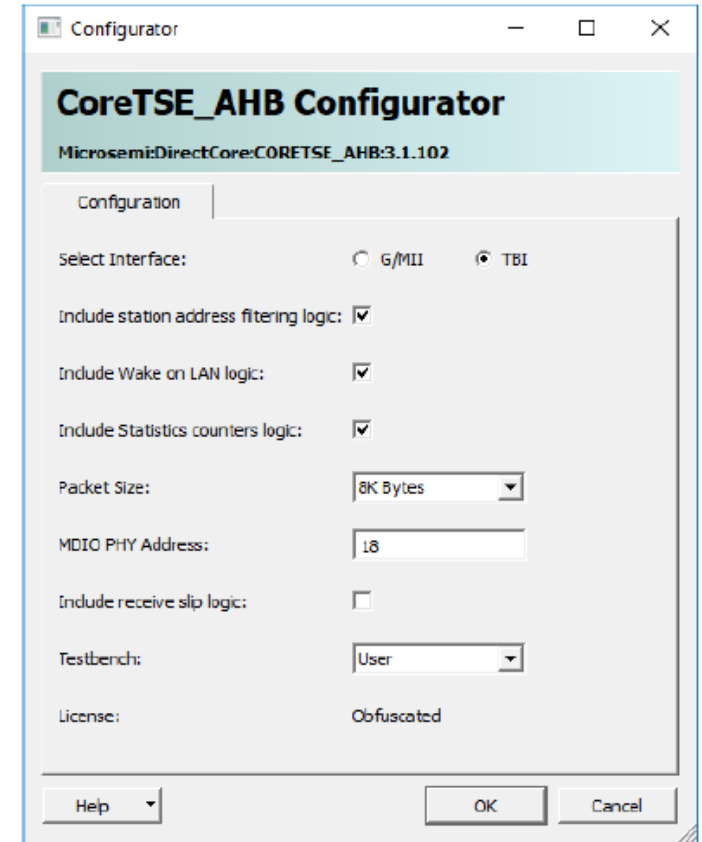 Configurator
CoreTSE_AHB Configurator
Microsemi:DirectCore:CORETSE_AHB:3.1.102
Configuration
Select Interface: G/MII TBI
Include station address filtering logic:
Include Wake on LAN logic:
Include Statistics counters logic:
Packet Size: 8K Bytes
MDIO PHY Address: 18
Include receive slip logic:
Testbench: User
License: Obfuscated
Help OK Cancel